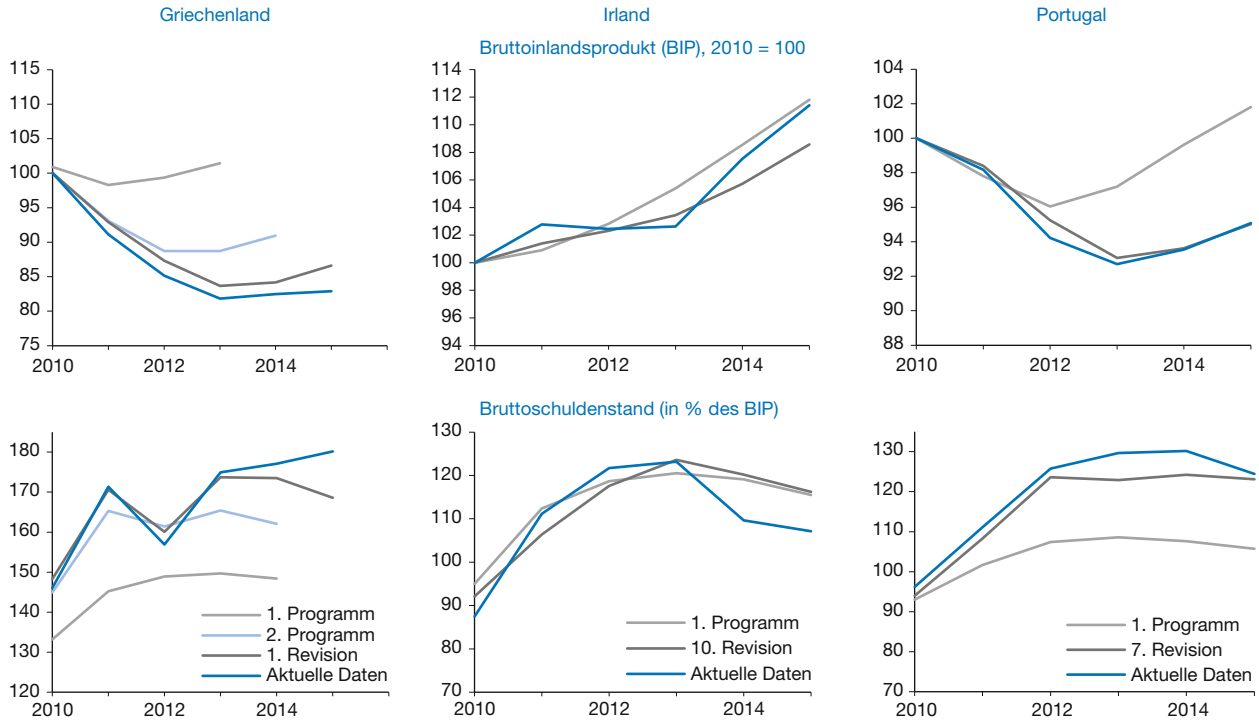 Griechenland
Irland
Portugal
Bruttoinlandsprodukt (BIP), 2010 = 100
115
110
105
100
95
90
85
80
75
2010 2012 2014
114
112
110
108
106
104
102
100
98
96
94
2010 2012 2014
104
102
100
98
96
94
92
90
88
2010 2012 2014
Bruttoschuldenstand (in % des BIP)
180
170
160
150
140
130
120
2010 2012 2014
1. Programm
2. Programm
1. Revision
Aktuelle Daten
130
120
110
100
90
80
70
2010 2012 2014
1. Programm
10. Revision
Aktuelle Daten
130
120
110
100
90
80
70
2010 2012 2014
1. Programm
7. Revision
Aktuelle Daten